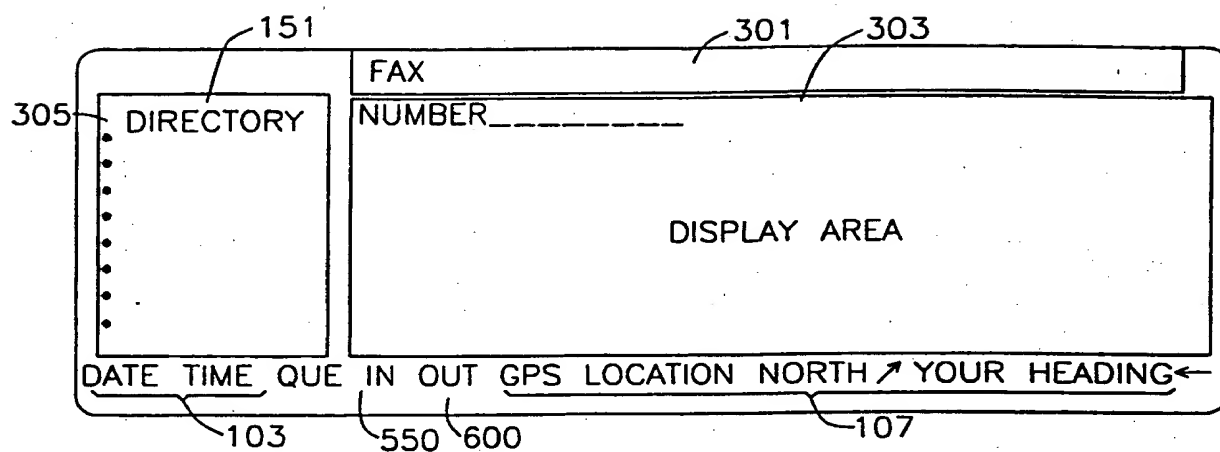 151 301 303
FAX
305 DIRECTORY NUMBER________
DISPLAY AREA
DATE TIME QUE IN OUT GPS LOCATION NORTH↗ YOUR HEADING←
103 550 600 107